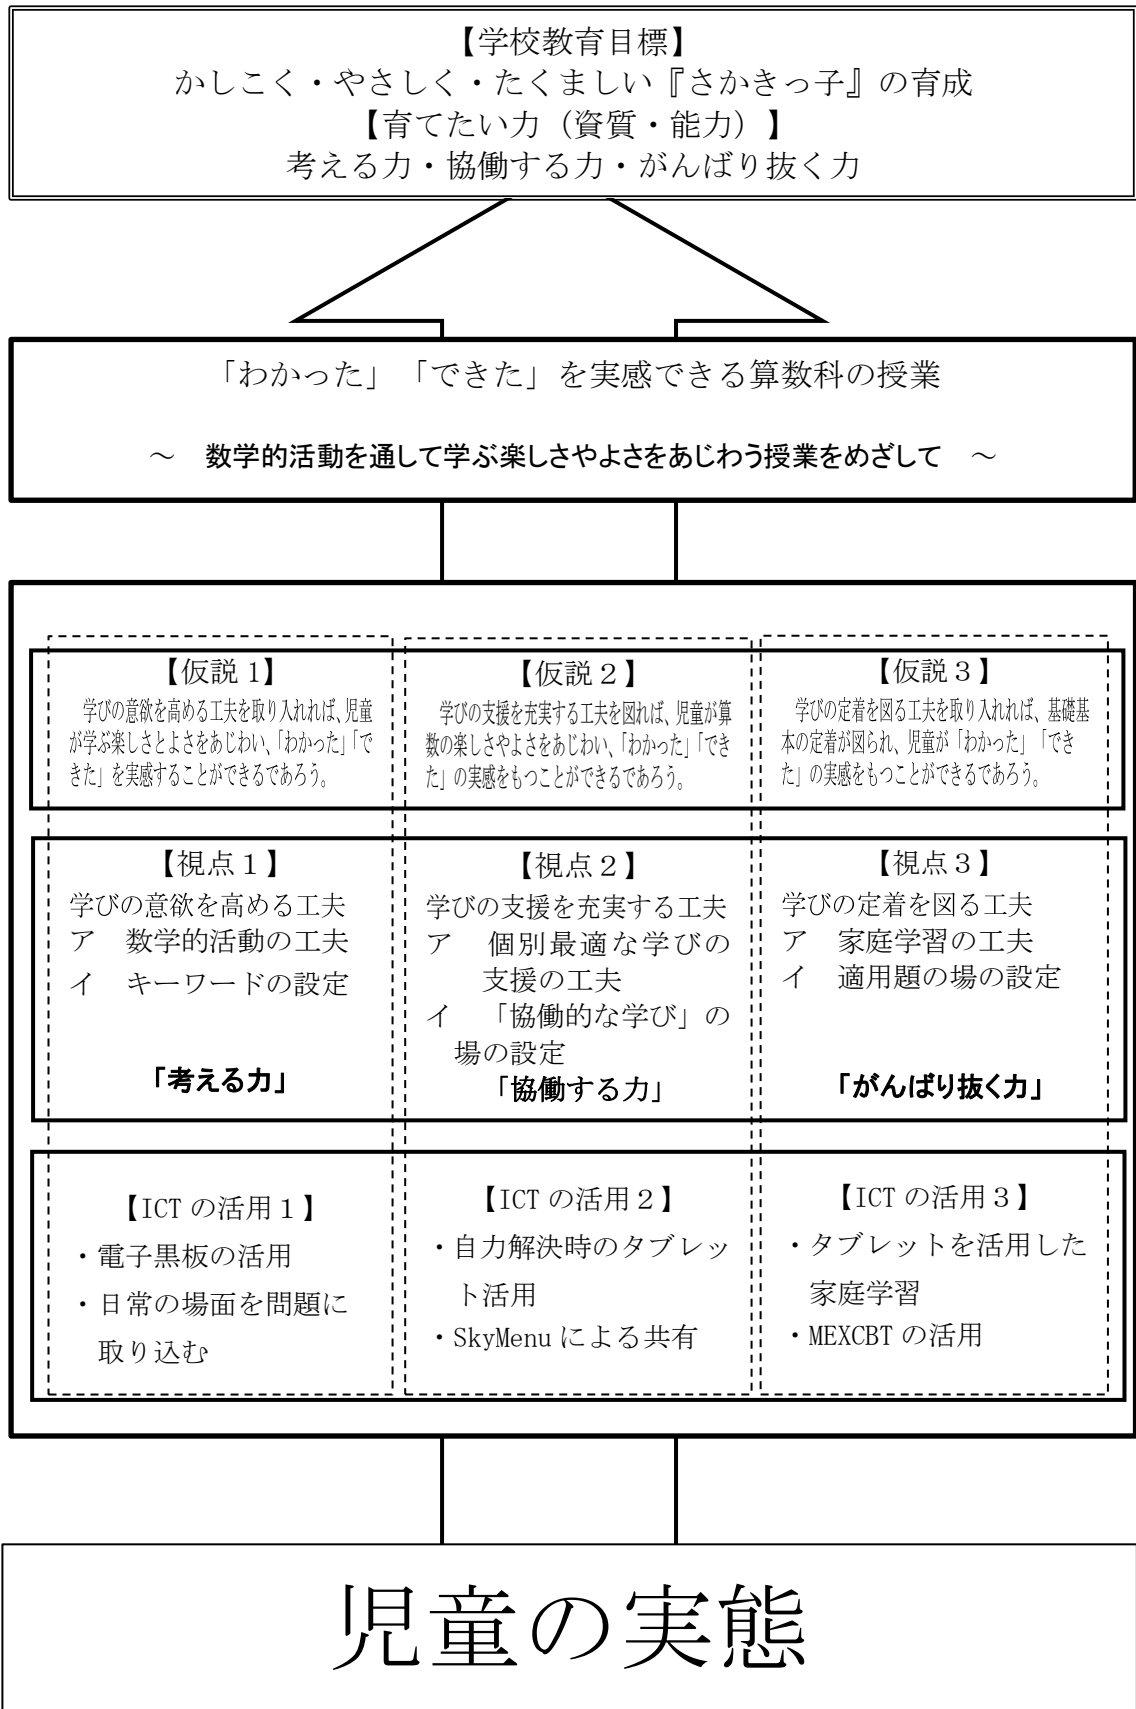 【学校教育目標】
かしこく・やさしく・たくましい『さかきっ子』の育成
【育てたい力（資質・能力）】
考える力・協働する力・がんばり抜く力
「わかった」「できた」を実感できる算数科の授業
～　数学的活動を通して学ぶ楽しさやよさをあじわう授業をめざして　～
【仮説1】
学びの意欲を高める工夫を取り入れれば、児童
が学ぶ楽しさとよさをあじわい、「わかった」「で
きた」を実感することができるであろう。
【仮説２】
学びの支援を充実する工夫を図れば、児童が算
数の楽しさやよさをあじわい、「わかった」「でき
た」の実感をもつことができるであろう。
【仮説３】
学びの定着を図る工夫を取り入れれば、基礎基
本の定着が図られ、児童が「わかった」「でき
た」の実感をもつことができるであろう。
【視点１】
学びの意欲を高める工夫
ア　数学的活動の工夫
イ　キーワードの設定
「考える力」
【視点２】
学びの支援を充実する工夫
ア　個別最適な学びの
支援の工夫
イ　「協働的な学び」の
場の設定
「協働する力」
【視点３】
学びの定着を図る工夫
ア　家庭学習の工夫
イ　適用題の場の設定
「がんばり抜く力」
【ICTの活用１】
・電子黒板の活用
・日常の場面を問題に
取り込む
【ICTの活用２】
・自力解決時のタブレッ
ト活用
・SkyMenuによる共有
【ICTの活用３】
・タブレットを活用した
家庭学習
・MEXCBTの活用
児童の実態